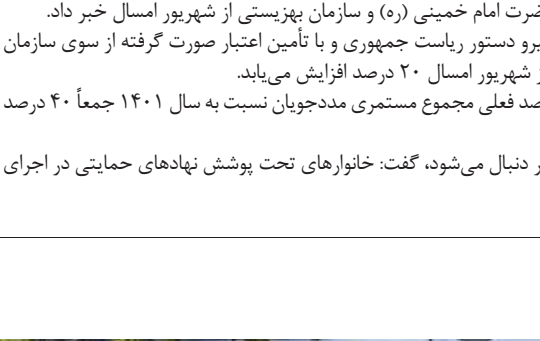 ضرت امام خمینی (ره) و سازمان بهزیستی از شهریور امسال خبر داد.
یرو دستور ریاست جمهوری و با تأمین اعتبار صورت گرفته از سوی سازمان
ز شهریور امسال ۲۰ درصد افزایش می‌یابد.
صد فعلی مجموع مستمری مددجویان نسبت به سال ۱۴۰۱ جمعاً ۴۰ درصد
ر دنبال می‌شود، گفت: خانوارهای تحت پوشش نهادهای حمایتی در اجرای